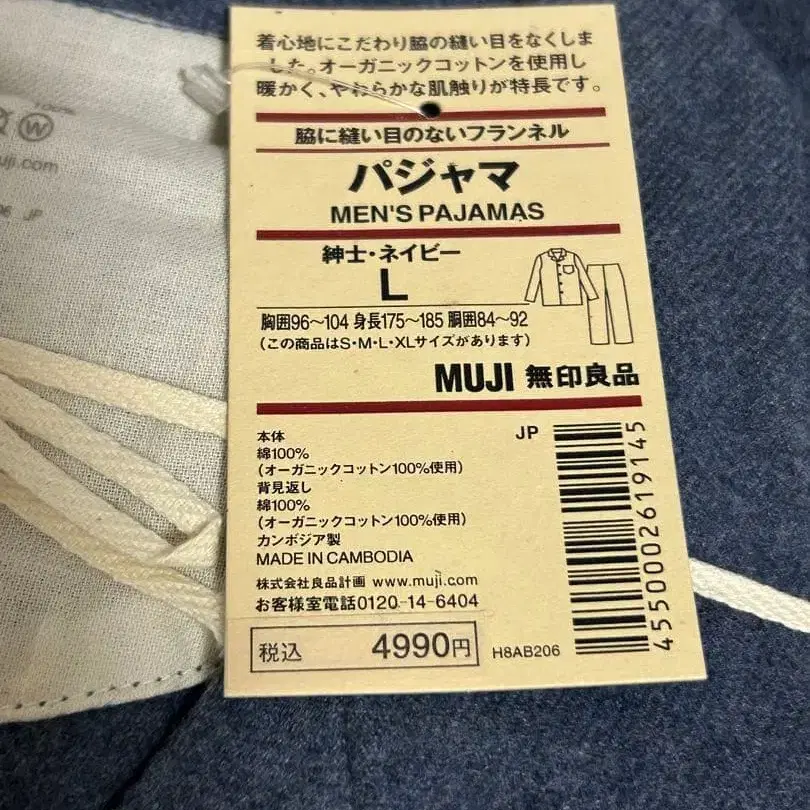 着心地にこだわり脇の縫い目をなくしま
した。オーガニックコットンを使用し
暖かく、やわらかな肌触りが特長です。
脇に縫い目のないフランネル
パジャマ
MEN'S PAJAMAS
紳士・ネイビー
L
胸囲96～104 身長175～185 胴囲84～92
(この商品はS・M・L・XLサイズがあります)
MUJI 無印良品
JP
本体
綿100%
(オーガニックコットン100%使用)
背見返し
綿100%
(オーガニックコットン100%使用)
カンボジア製
MADE IN CAMBODIA
株式会社良品計画 www.muji.com
お客様室電話0120-14-6404
税込 4990円
H8AB206
4550002619145
W
uji.com
JP